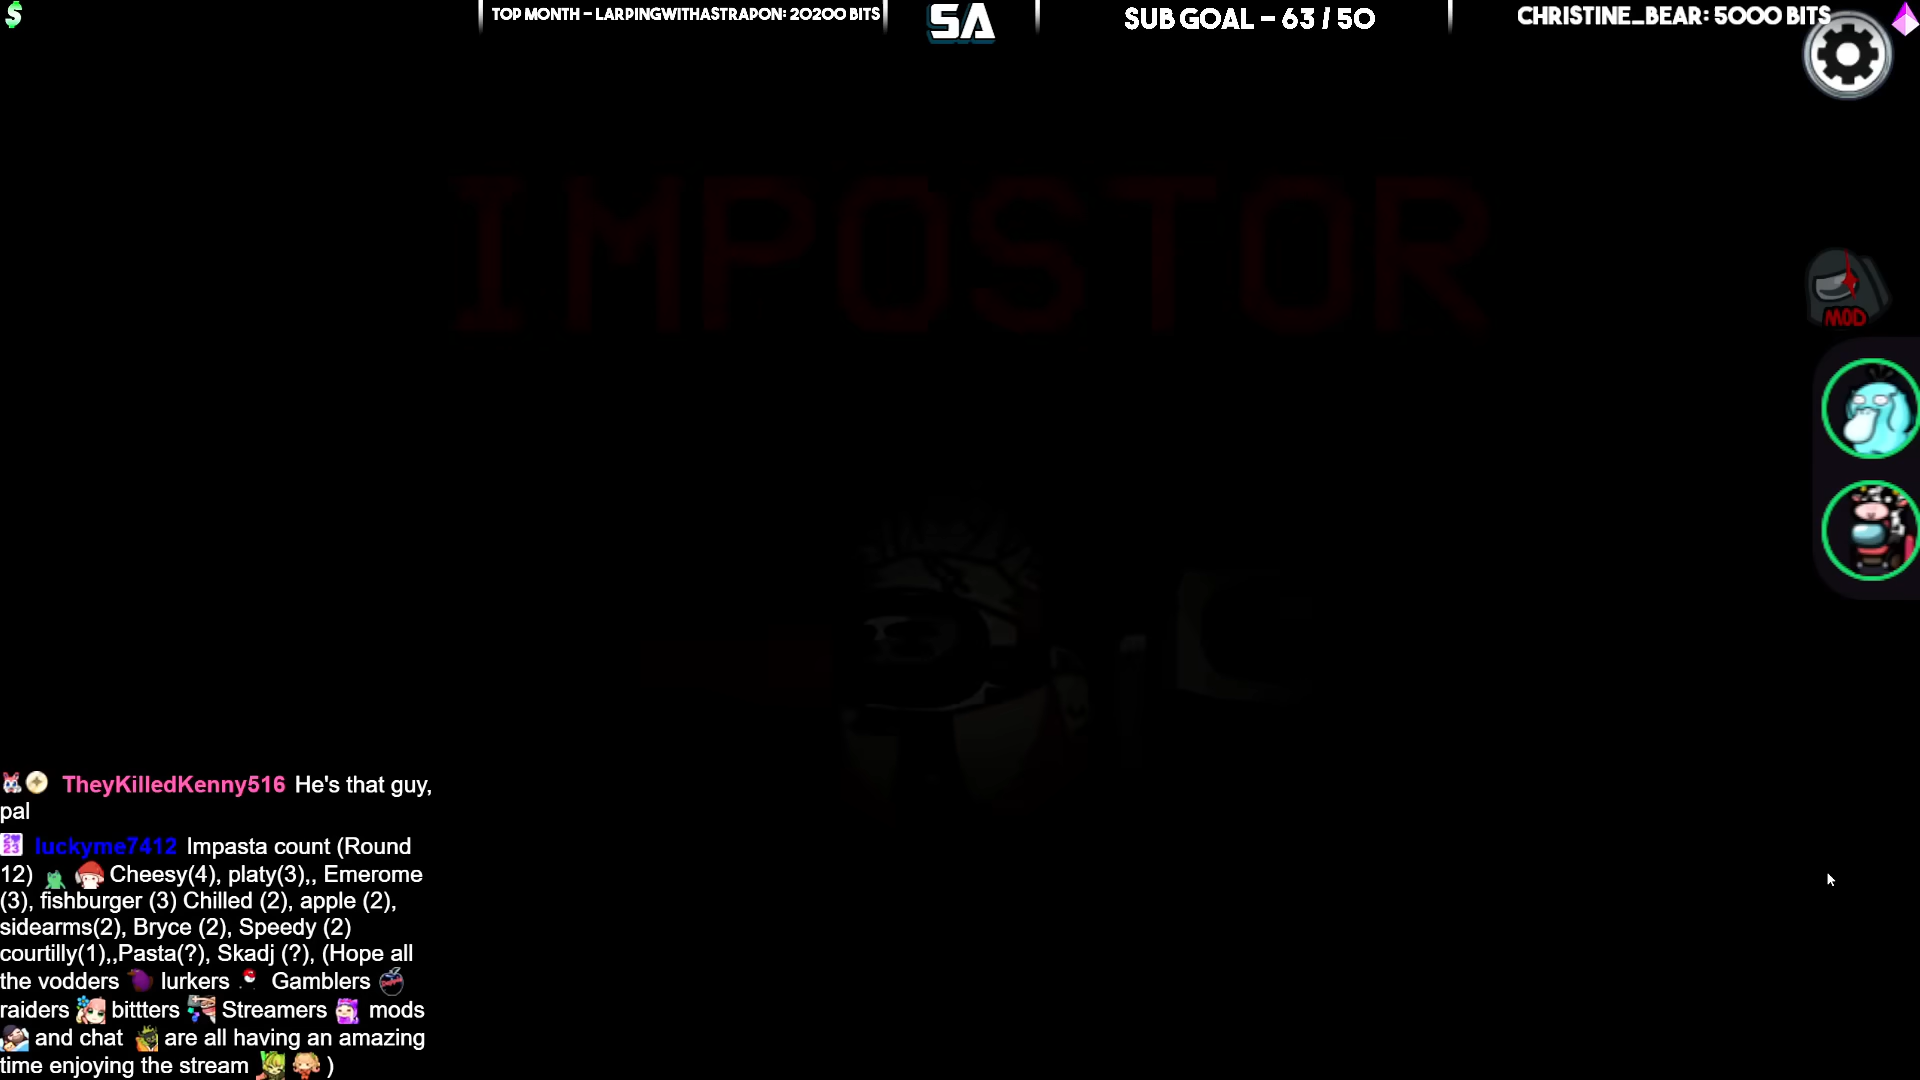 $
TOP MONTH - LARPINGWITHASTRAPON: 20200 BITS
SA
SUB GOAL - 63 / 50
CHRISTINE_BEAR: 5000 BITS
IMPOSTOR
MOD
TheyKilledKenny516 He's that guy,
pal
luckyme7412 Impasta count (Round
12) Cheesy(4), platy(3),, Emerome
(3), fishburger (3) Chilled (2), apple (2),
sidearms(2), Bryce (2), Speedy (2)
courtilly(1),,Pasta(?), Skadj (?), (Hope all
the vodders lurkers Gamblers
raiders bittters Streamers mods
and chat are all having an amazing
time enjoying the stream )